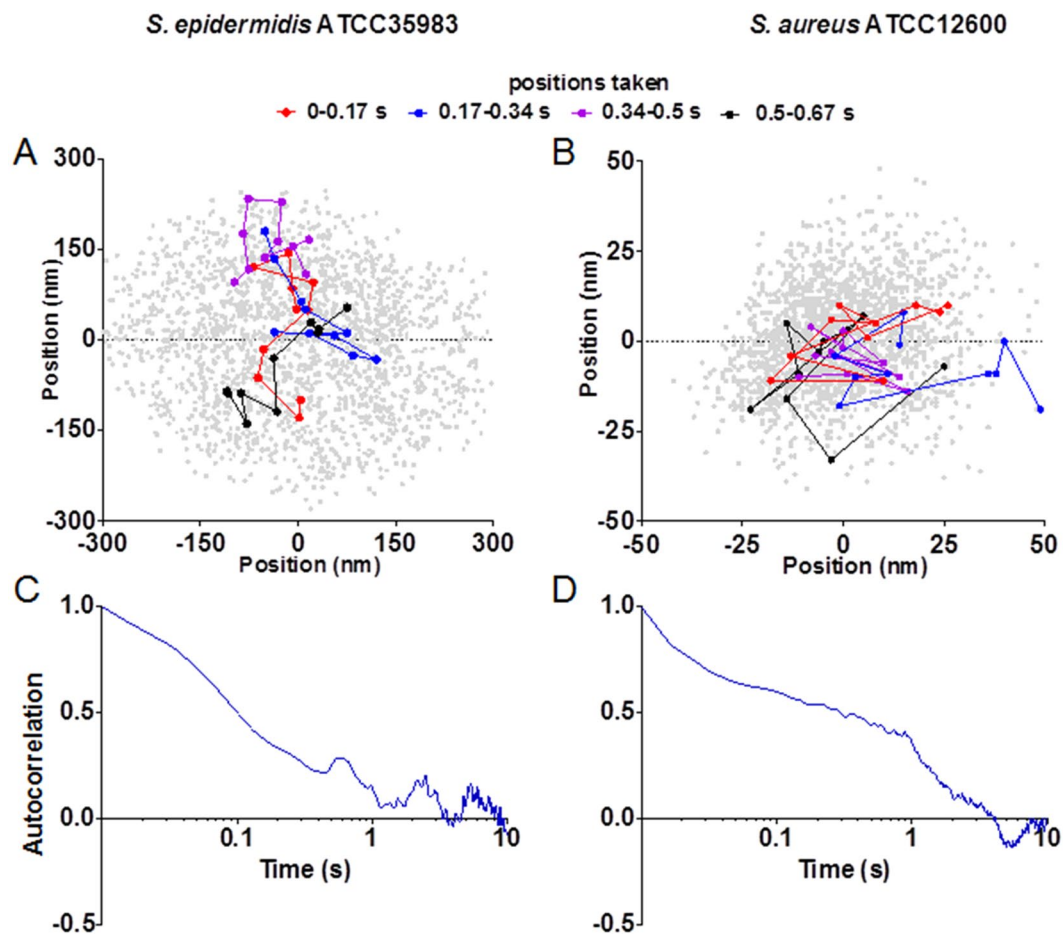 S. epidermidis ATCC35983 S. aureus ATCC12600
positions taken
0-0.17 s 0.17-0.34 s 0.34-0.5 s 0.5-0.67 s
A
300
150
0
-150
-300
Position (nm)
-300 -150 0 150 300
Position (nm)
B
50
25
0
-25
-50
Position (nm)
-50 -25 0 25 50
Position (nm)
C
1.0
0.5
0.0
-0.5
Autocorrelation
0.1 1 10
Time (s)
D
1.0
0.5
0.0
-0.5
0.1 1 10
Time (s)